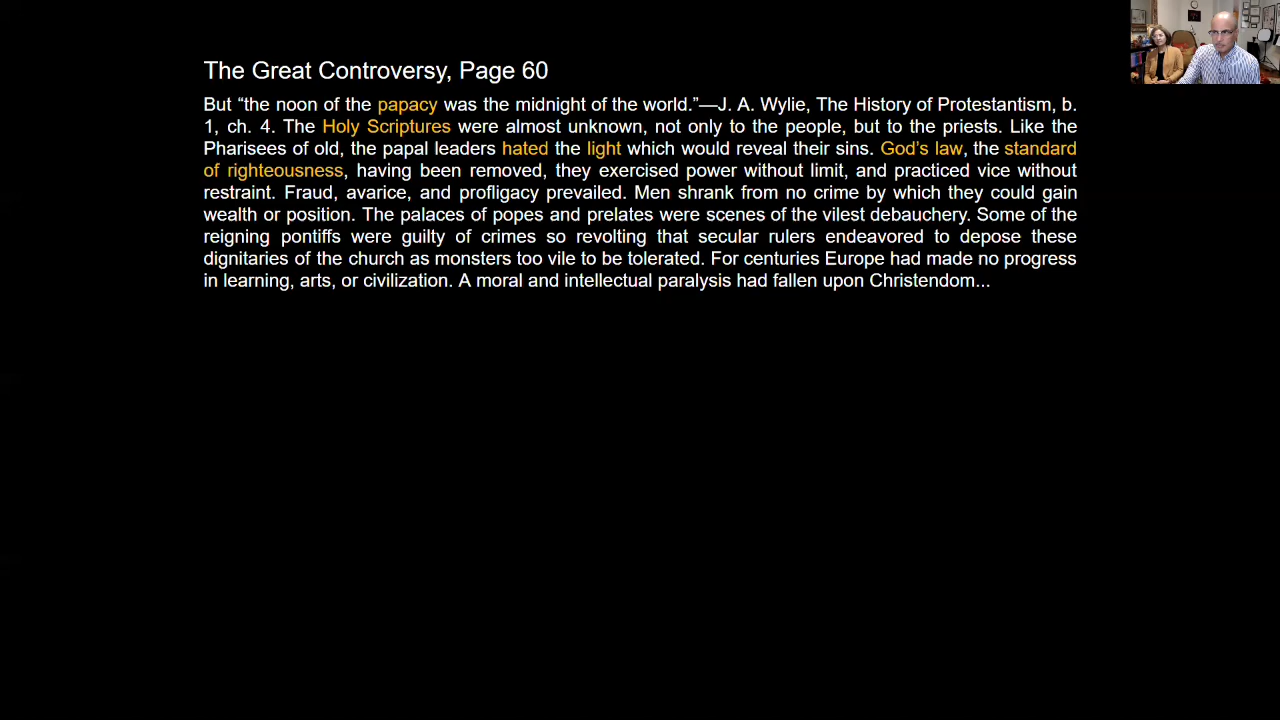 The Great Controversy, Page 60
But “the noon of the papacy was the midnight of the world.”—J. A. Wylie, The History of Protestantism, b.
1, ch. 4. The Holy Scriptures were almost unknown, not only to the people, but to the priests. Like the
Pharisees of old, the papal leaders hated the light which would reveal their sins. God’s law, the standard
of righteousness, having been removed, they exercised power without limit, and practiced vice without
restraint. Fraud, avarice, and profligacy prevailed. Men shrank from no crime by which they could gain
wealth or position. The palaces of popes and prelates were scenes of the vilest debauchery. Some of the
reigning pontiffs were guilty of crimes so revolting that secular rulers endeavored to depose these
dignitaries of the church as monsters too vile to be tolerated. For centuries Europe had made no progress
in learning, arts, or civilization. A moral and intellectual paralysis had fallen upon Christendom...